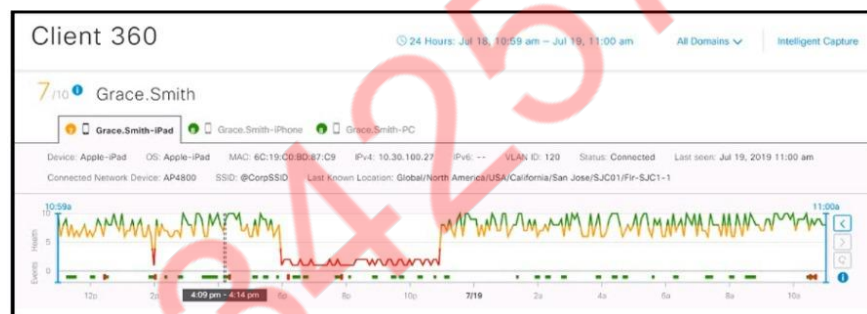 Client 360
24 Hours: Jul 18, 10:59 am – Jul 19, 11:00 am
All Domains
Intelligent Capture
7/10 Grace.Smith
Grace.Smith-iPad
Grace.Smith-iPhone
Grace.Smith-PC
Device: Apple-iPad OS: Apple-iPad MAC: 6C:19:C0:BD:87:C9 IPv4: 10.30.100.27 IPv6: -- VLAN ID: 120 Status: Connected Last seen: Jul 19, 2019 11:00 am
Connected Network Device: AP4800 SSID: @CorpSSID Last Known Location: Global/North America/USA/California/San Jose/SJC01/Flr-SJC1-1
10:59a 11:00a
10
5
0
Health
Events
12p 2p 4:09 pm - 4:14 pm 6p 8p 10p 7/19 2a 4a 6a 8a 10a
34251